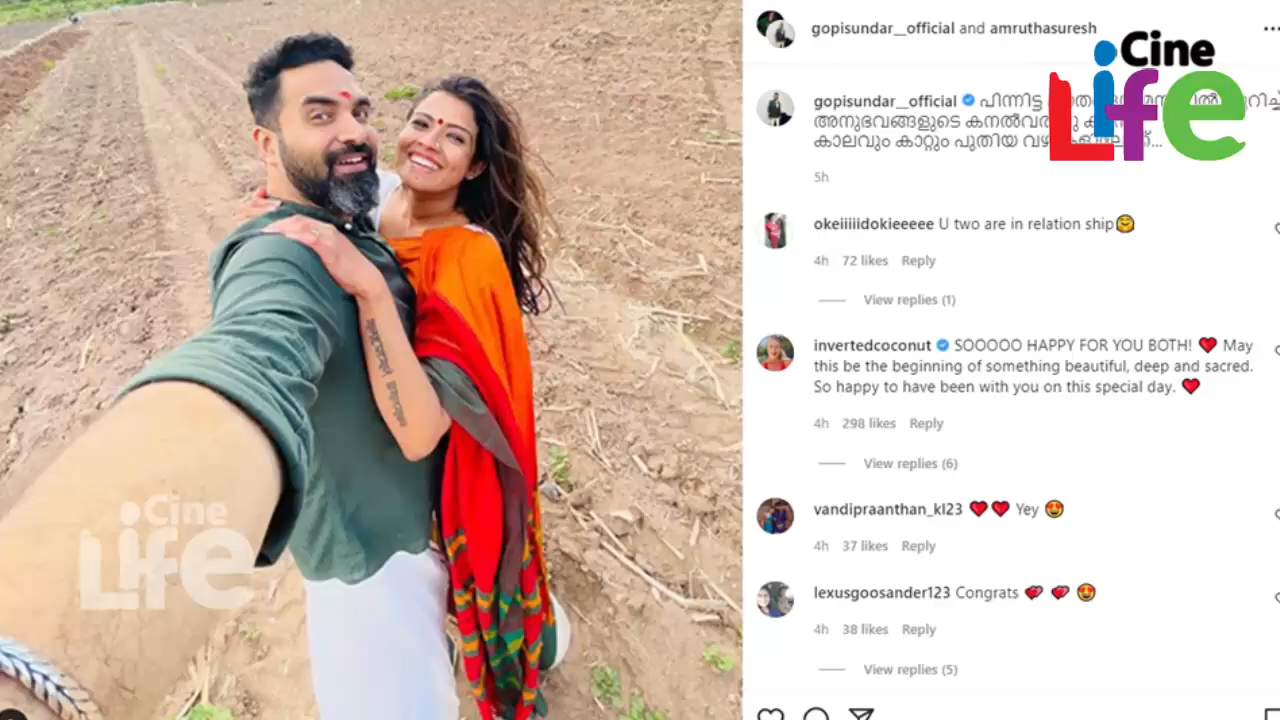 gopisundar__official and amruthasuresh
Cine
Life
gopisundar__official പിന്നിട്ട
അനുഭവങ്ങളുടെ
കാലവും കാറ്റും പുതിയ
5h
okeiiiiidokieeeee U two are in relation ship🤗
4h 72 likes Reply
View replies (1)
invertedcoconut SOOOOO HAPPY FOR YOU BOTH! ❤️ May
this be the beginning of something beautiful, deep and sacred.
So happy to have been with you on this special day. ❤️
4h 298 likes Reply
View replies (6)
vandipraanthan_kl23 ❤️❤️ Yey 😍
4h 37 likes Reply
lexusgoosander123 Congrats 💕 💕 😍
4h 38 likes Reply
View replies (5)
Cine
Life